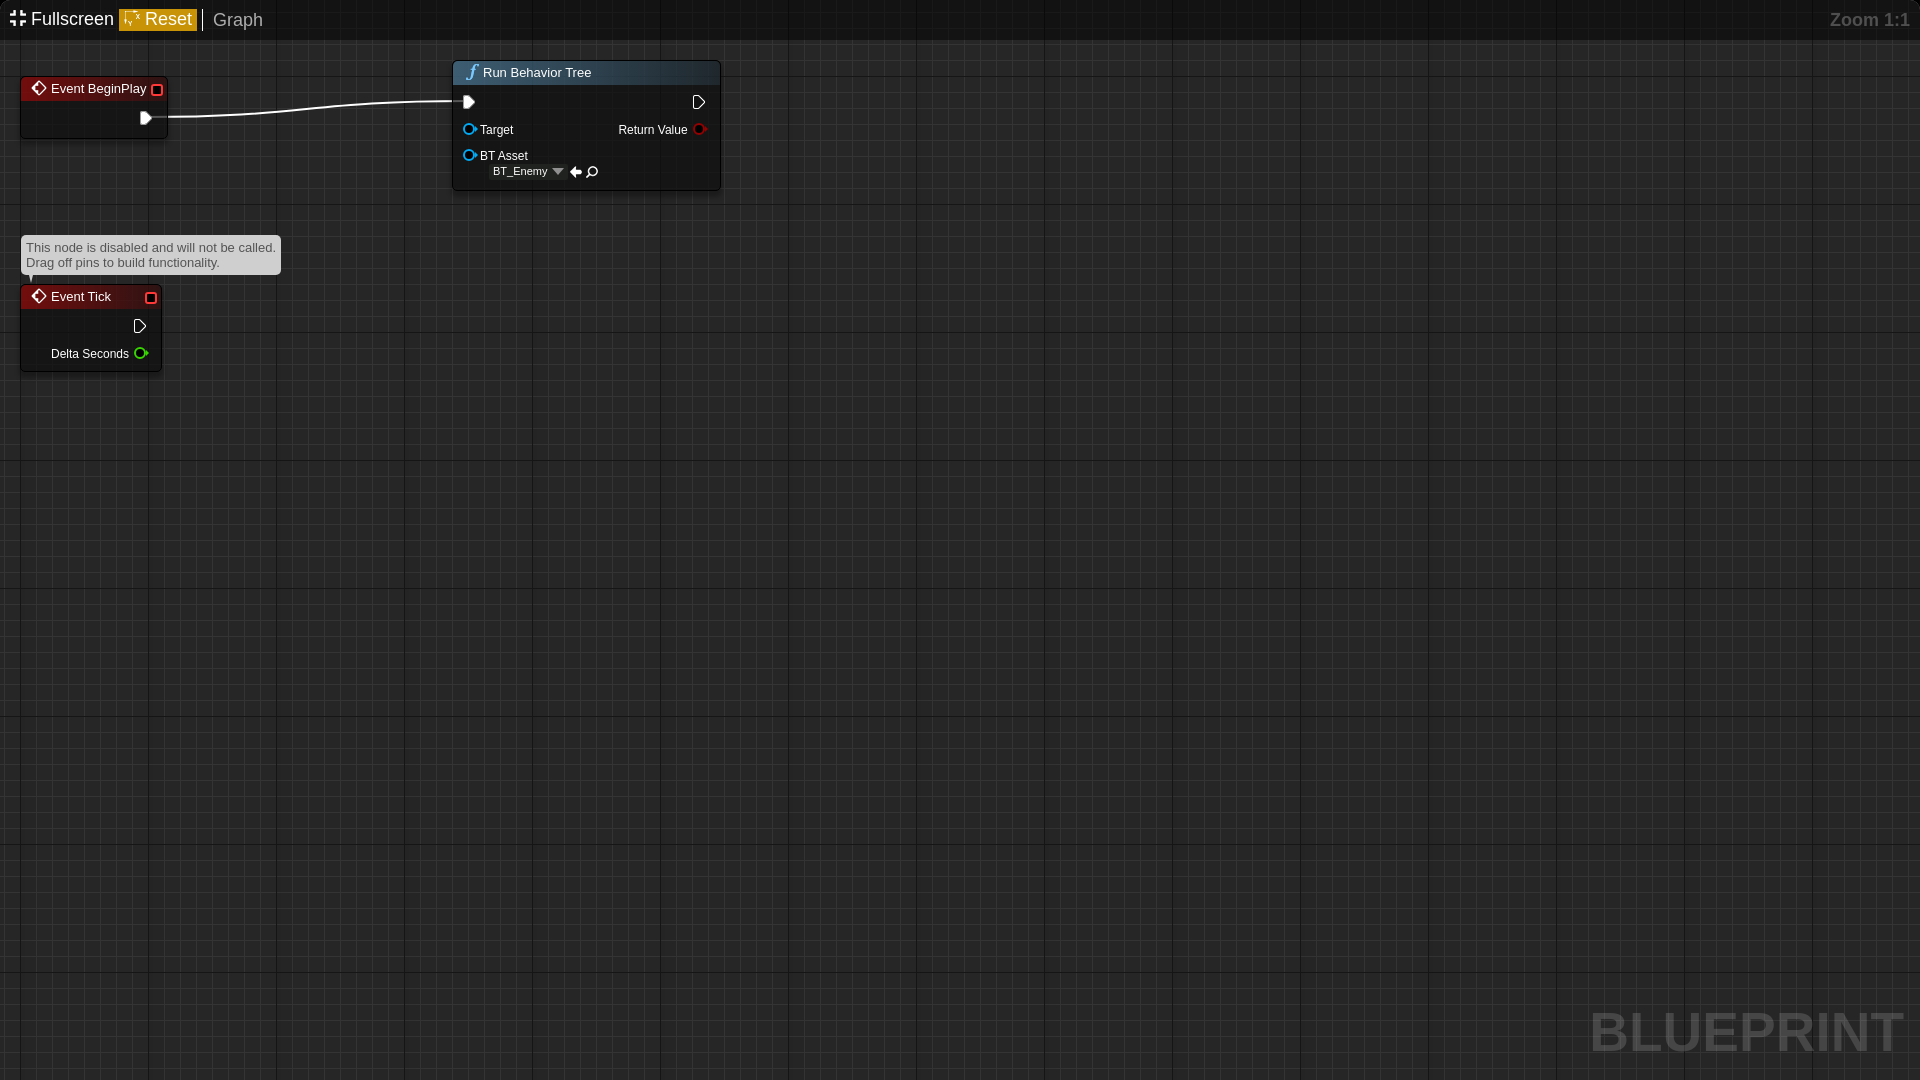 Fullscreen Reset Graph
Zoom 1:1
Run Behavior Tree
Event BeginPlay
Target
Return Value
BT Asset
BT_Enemy
This node is disabled and will not be called.
Drag off pins to build functionality.
Event Tick
Delta Seconds
BLUEPRINT